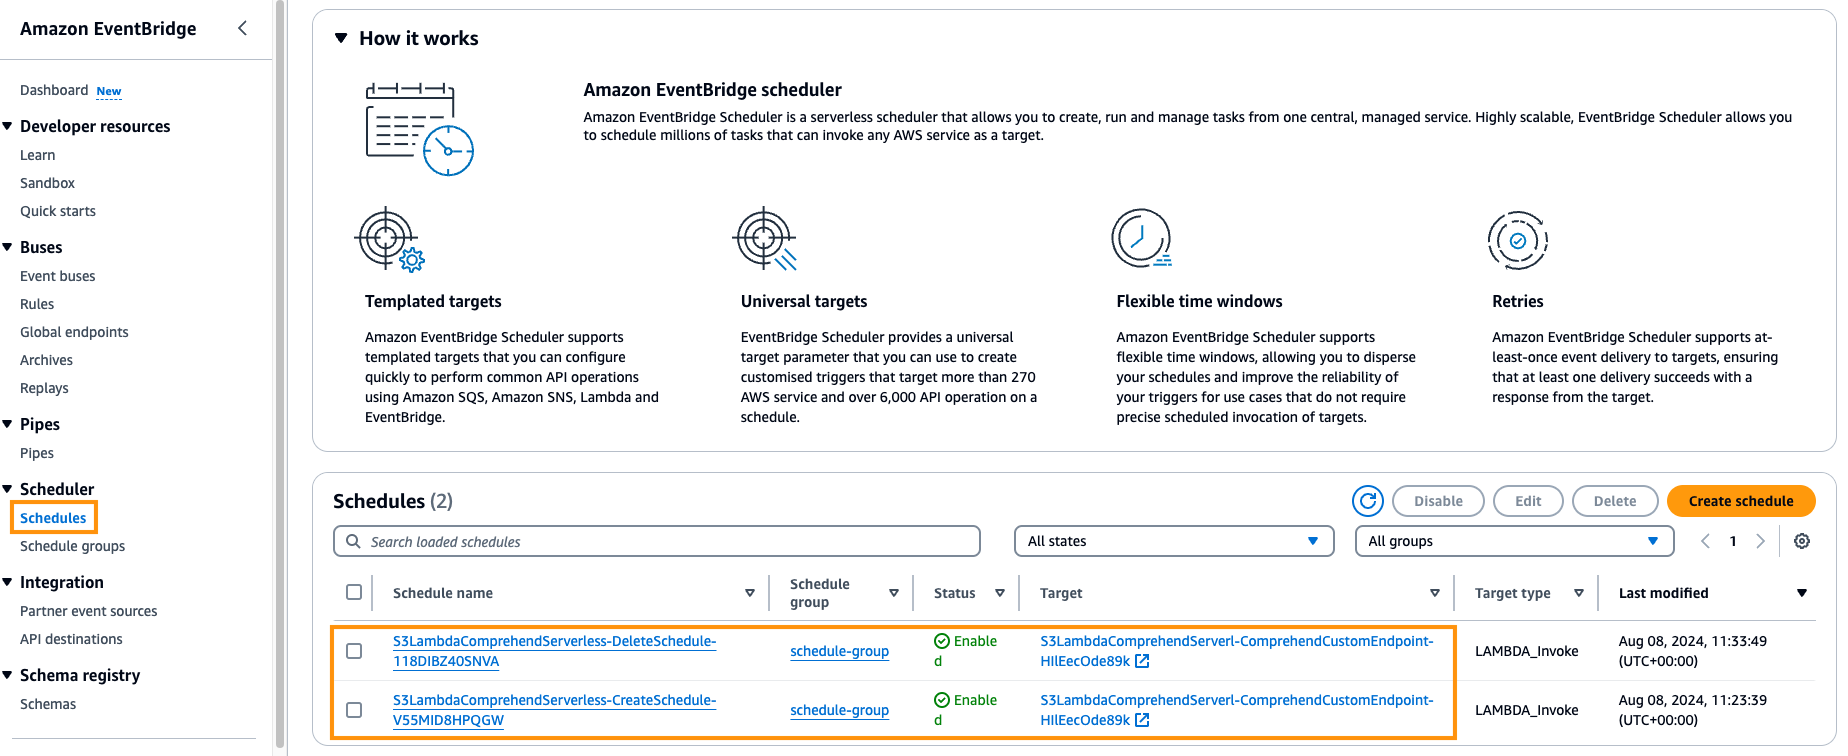 Amazon EventBridge
Dashboard New
Developer resources
Learn
Sandbox
Quick starts
Buses
Event buses
Rules
Global endpoints
Archives
Replays
Pipes
Pipes
Scheduler
Schedules
Schedule groups
Integration
Partner event sources
API destinations
Schema registry
Schemas
How it works
Amazon EventBridge scheduler
Amazon EventBridge Scheduler is a serverless scheduler that allows you to create, run and manage tasks from one central, managed service. Highly scalable, EventBridge Scheduler allows you
to schedule millions of tasks that can invoke any AWS service as a target.
Templated targets
Amazon EventBridge Scheduler supports
templated targets that you can configure
quickly to perform common API operations
using Amazon SQS, Amazon SNS, Lambda and
EventBridge.
Universal targets
EventBridge Scheduler provides a universal
target parameter that you can use to create
customised triggers that target more than 270
AWS service and over 6,000 API operation on a
schedule.
Flexible time windows
Amazon EventBridge Scheduler supports
flexible time windows, allowing you to disperse
your schedules and improve the reliability of
your triggers for use cases that do not require
precise scheduled invocation of targets.
Retries
Amazon EventBridge Scheduler supports at-
least-once event delivery to targets, ensuring
that at least one delivery succeeds with a
response from the target.
Schedules (2)
Disable
Edit
Delete
Create schedule
Search loaded schedules
All states
All groups
1
Schedule name
Schedule
group
Status
Target
Target type
Last modified
S3LambdaComprehendServerless-DeleteSchedule-
118DIBZ40SNVA
schedule-group
Enable
d
S3LambdaComprehendServerl-ComprehendCustomEndpoint-
HIlEecOde89k
LAMBDA_Invoke
Aug 08, 2024, 11:33:49
(UTC+00:00)
S3LambdaComprehendServerless-CreateSchedule-
V55MID8HPQGW
schedule-group
Enable
d
S3LambdaComprehendServerl-ComprehendCustomEndpoint-
HIlEecOde89k
LAMBDA_Invoke
Aug 08, 2024, 11:23:39
(UTC+00:00)